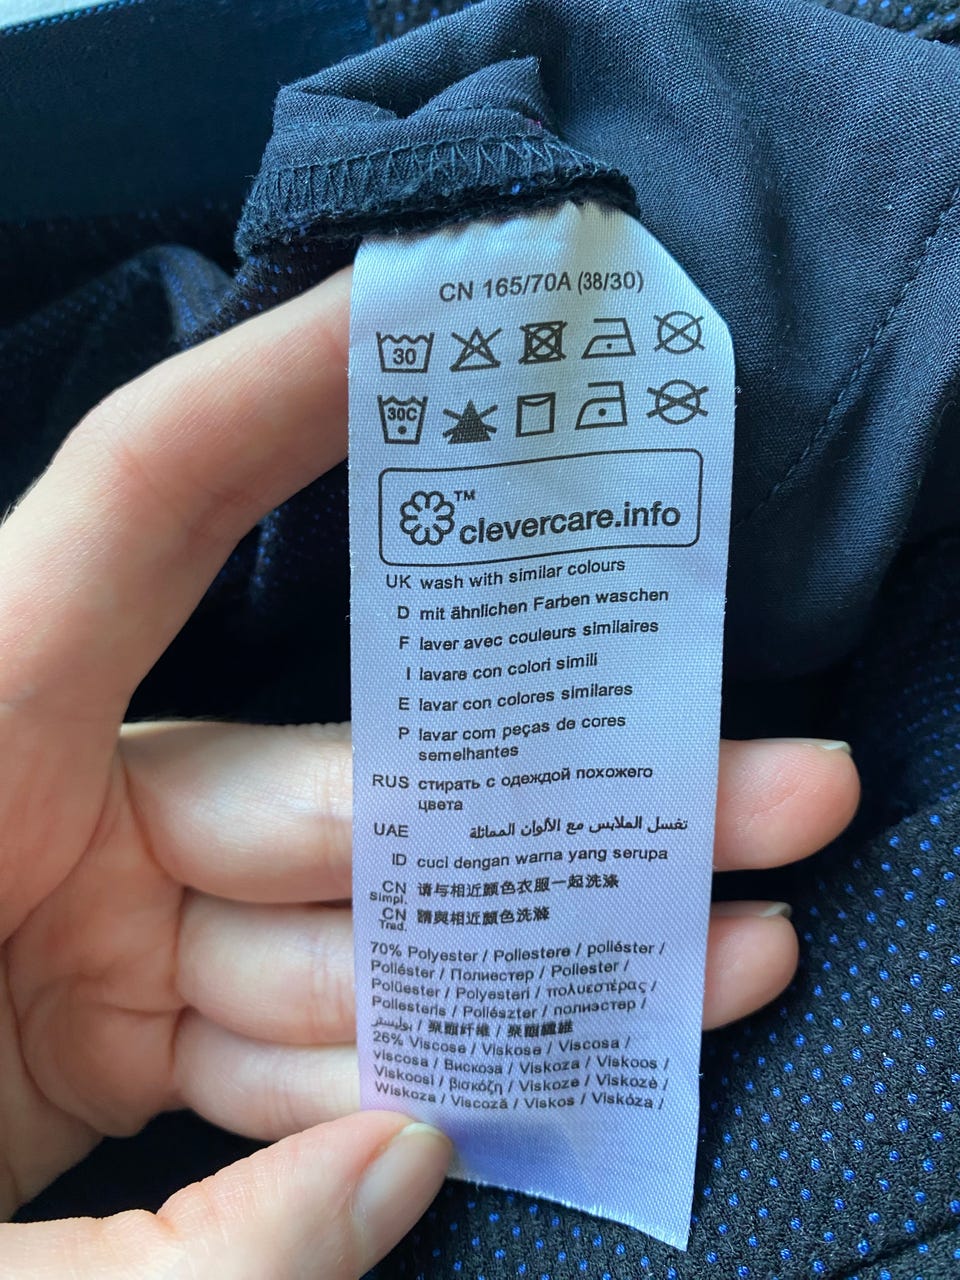 CN 165/70A (38/30)
30
30C
TM
clevercare.info
UK wash with similar colours
D mit ähnlichen Farben waschen
F laver avec couleurs similaires
I lavare con colori simili
E lavar con colores similares
P lavar com peças de cores
semelhantes
RUS стирать с одеждой похожего
цвета
UAE تغسل الملابس مع الألوان المماثلة
ID cuci dengan warna yang serupa
CN Simpl. 请与相近颜色衣服一起洗涤
CN Trad. 請與相近顏色洗滌
70% Polyester / Poliestere / poliéster /
Poliéster / Полиестер / Poliester /
Polüester / Polyesteri / πολυεστέρας /
Poliesteris / Poliészter / полиэстер /
بوليستر / 聚酯纤维 / 聚酯纖維
26% Viscose / Viskose / Viscosa /
viscosa / Вискоза / Viskoza / Viskoos /
Viskoosi / βισκόζη / Viskoze / Viskozė /
Wiskoza / Viscoză / Viskos / Viskóza /